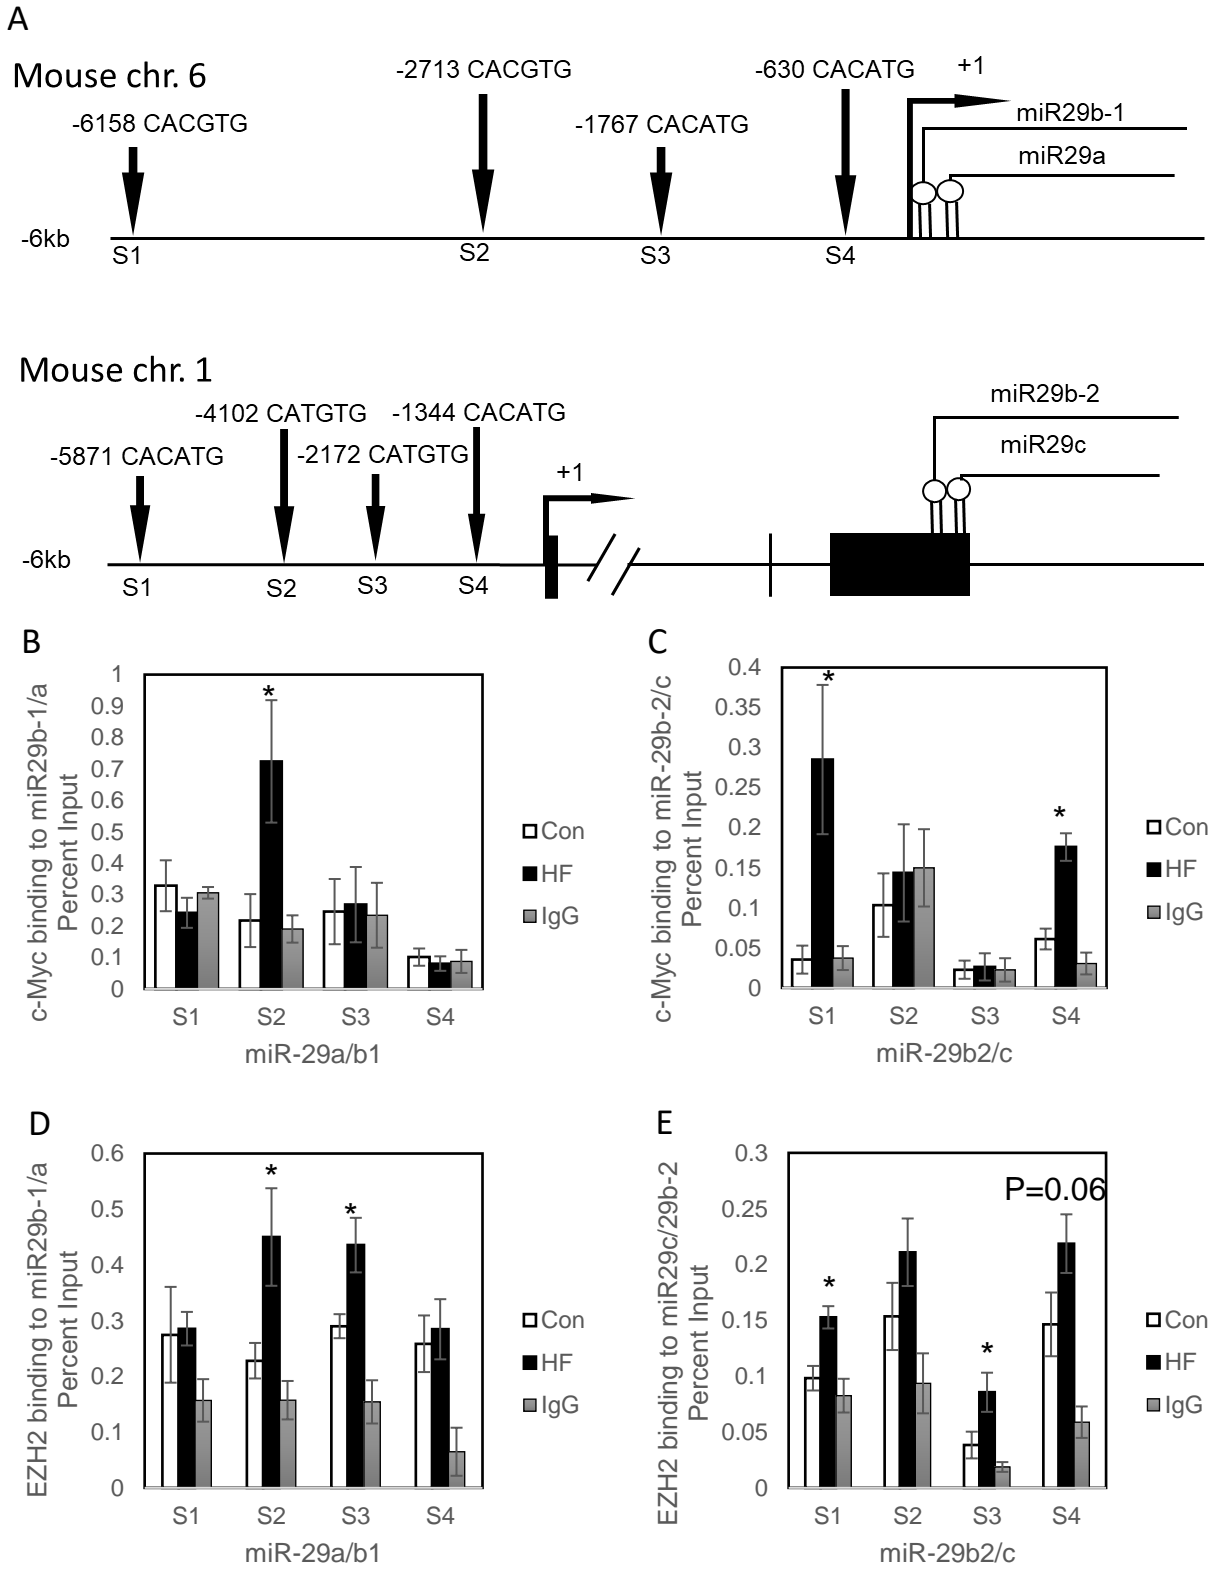 A
Mouse chr. 6
-2713 CACGTG
-630 CACATG
+1
-6158 CACGTG
-1767 CACATG
miR29b-1
miR29a
-6kb
S1
S2
S3
S4
Mouse chr. 1
-4102 CATGTG
-1344 CACATG
miR29b-2
-5871 CACATG
-2172 CATGTG
+1
miR29c
-6kb
S1
S2
S3
S4
B
c-Myc binding to miR29b-1/a
Percent Input
1
0.9
0.8
0.7
0.6
0.5
0.4
0.3
0.2
0.1
0
*
S1
S2
S3
S4
miR-29a/b1
Con
HF
IgG
C
c-Myc binding to miR-29b-2/c
Percent Input
0.4
0.35
0.3
0.25
0.2
0.15
0.1
0.05
0
*
*
S1
S2
S3
S4
miR-29b2/c
Con
HF
IgG
D
EZH2 binding to miR29b-1/a
Percent Input
0.6
0.5
0.4
0.3
0.2
0.1
0
*
*
S1
S2
S3
S4
miR-29a/b1
Con
HF
IgG
E
EZH2 binding to miR29c/29b-2
Percent Input
0.3
0.25
0.2
0.15
0.1
0.05
0
P=0.06
*
*
S1
S2
S3
S4
miR-29b2/c
Con
HF
IgG